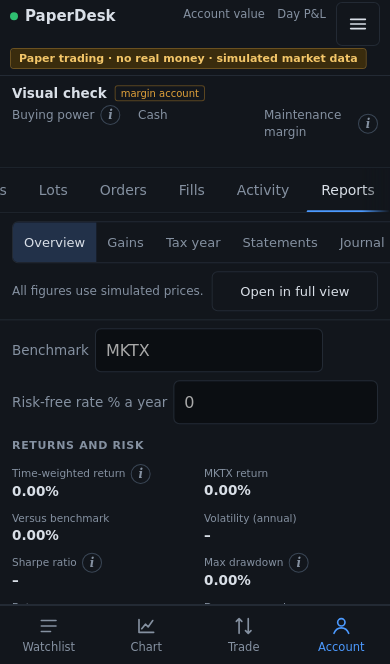 PaperDesk
Account value Day P&L
Paper trading · no real money · simulated market data
Visual check margin account
Buying power i Cash Maintenance margin i
s Lots Orders Fills Activity Reports
Overview Gains Tax year Statements Journal
All figures use simulated prices. Open in full view
Benchmark MKTX
Risk-free rate % a year 0
RETURNS AND RISK
Time-weighted return i MKTX return
0.00% 0.00%
Versus benchmark Volatility (annual)
0.00% –
Sharpe ratio i Max drawdown i
– 0.00%
Watchlist Chart Trade Account